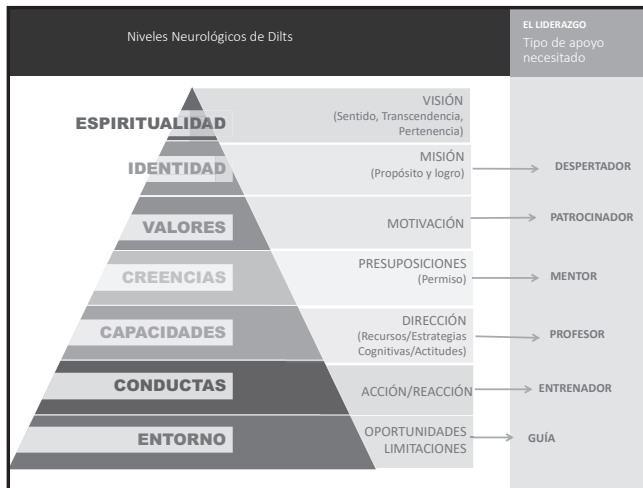 Niveles Neurológicos de Dilts
EL LIDERAZGO
Tipo de apoyo
necesitado
ESPIRITUALIDAD
VISIÓN
(Sentido, Transcendencia,
Pertenencia)
IDENTIDAD
MISIÓN
(Propósito y logro)
DESPERTADOR
VALORES
MOTIVACIÓN
PATROCINADOR
CREENCIAS
PRESUPOSICIONES
(Permiso)
MENTOR
CAPACIDADES
DIRECCIÓN
(Recursos/Estrategias
Cognitivas/Actitudes)
PROFESOR
CONDUCTAS
ACCIÓN/REACCIÓN
ENTRENADOR
ENTORNO
OPORTUNIDADES
LIMITACIONES
GUÍA